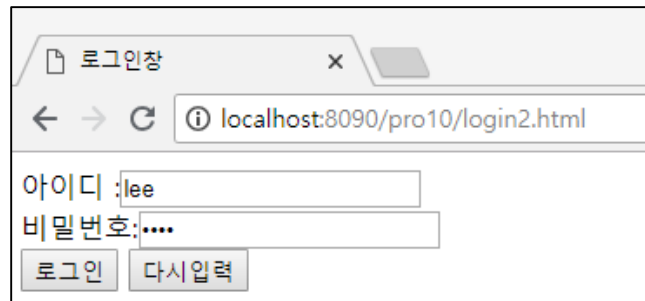 로그인창
localhost:8090/pro10/login2.html
아이디 :lee
비밀번호:••••
로그인 다시입력